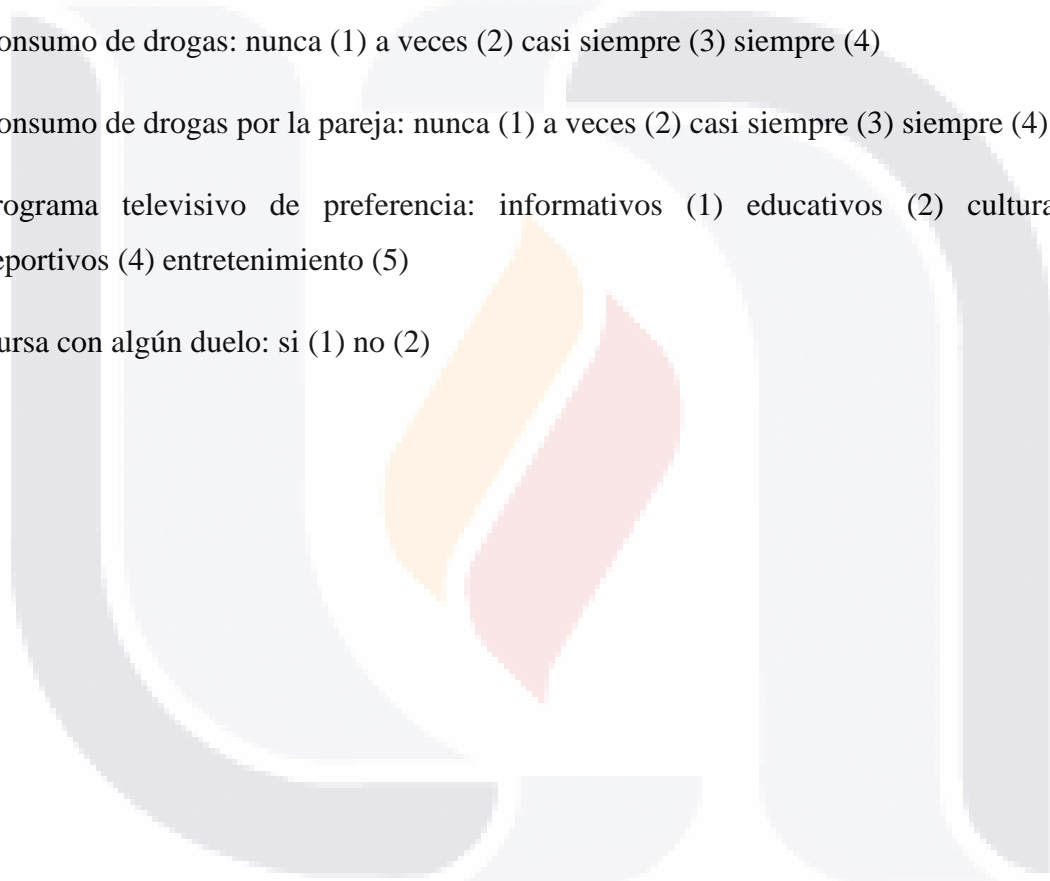 onsumo de drogas: nunca (1) a veces (2) casi siempre (3) siempre (4)
onsumo de drogas por la pareja: nunca (1) a veces (2) casi siempre (3) siempre (4)
rograma televisivo de preferencia: informativos (1) educativos (2) cultura
eportivos (4) entretenimiento (5)
ursa con algún duelo: si (1) no (2)